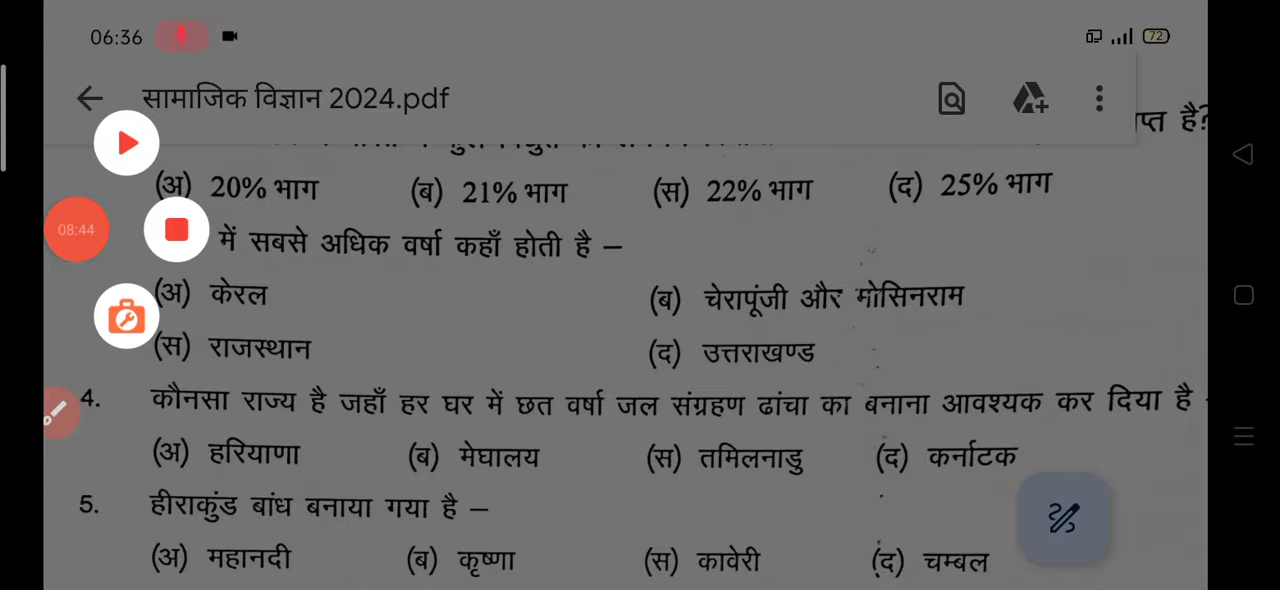 06:36
72
सामाजिक विज्ञान 2024.pdf
प्त है?
(अ) 20% भाग (ब) 21% भाग (स) 22% भाग (द) 25% भाग
08:44
में सबसे अधिक वर्षा कहाँ होती है –
(अ) केरल (ब) चेरापूंजी और मोसिनराम
(स) राजस्थान (द) उत्तराखण्ड
4. कौनसा राज्य है जहाँ हर घर में छत वर्षा जल संग्रहण ढांचा का बनाना आवश्यक कर दिया है
(अ) हरियाणा (ब) मेघालय (स) तमिलनाडु (द) कर्नाटक
5. हीराकुंड बांध बनाया गया है –
(अ) महानदी (ब) कृष्णा (स) कावेरी (द) चम्बल